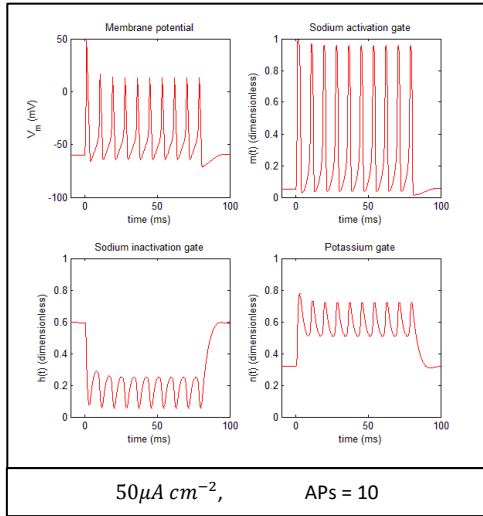 Membrane potential
50
0
-50
-100
V_m (mV)
0 50 100
time (ms)
Sodium activation gate
1
0.8
0.6
0.4
0.2
0
m(t) (dimensionless)
0 50 100
time (ms)
Sodium inactivation gate
1
0.8
0.6
0.4
0.2
0
h(t) (dimensionless)
0 50 100
time (ms)
Potassium gate
1
0.8
0.6
0.4
0.2
0
n(t) (dimensionless)
0 50 100
time (ms)
50μA cm⁻², APs = 10